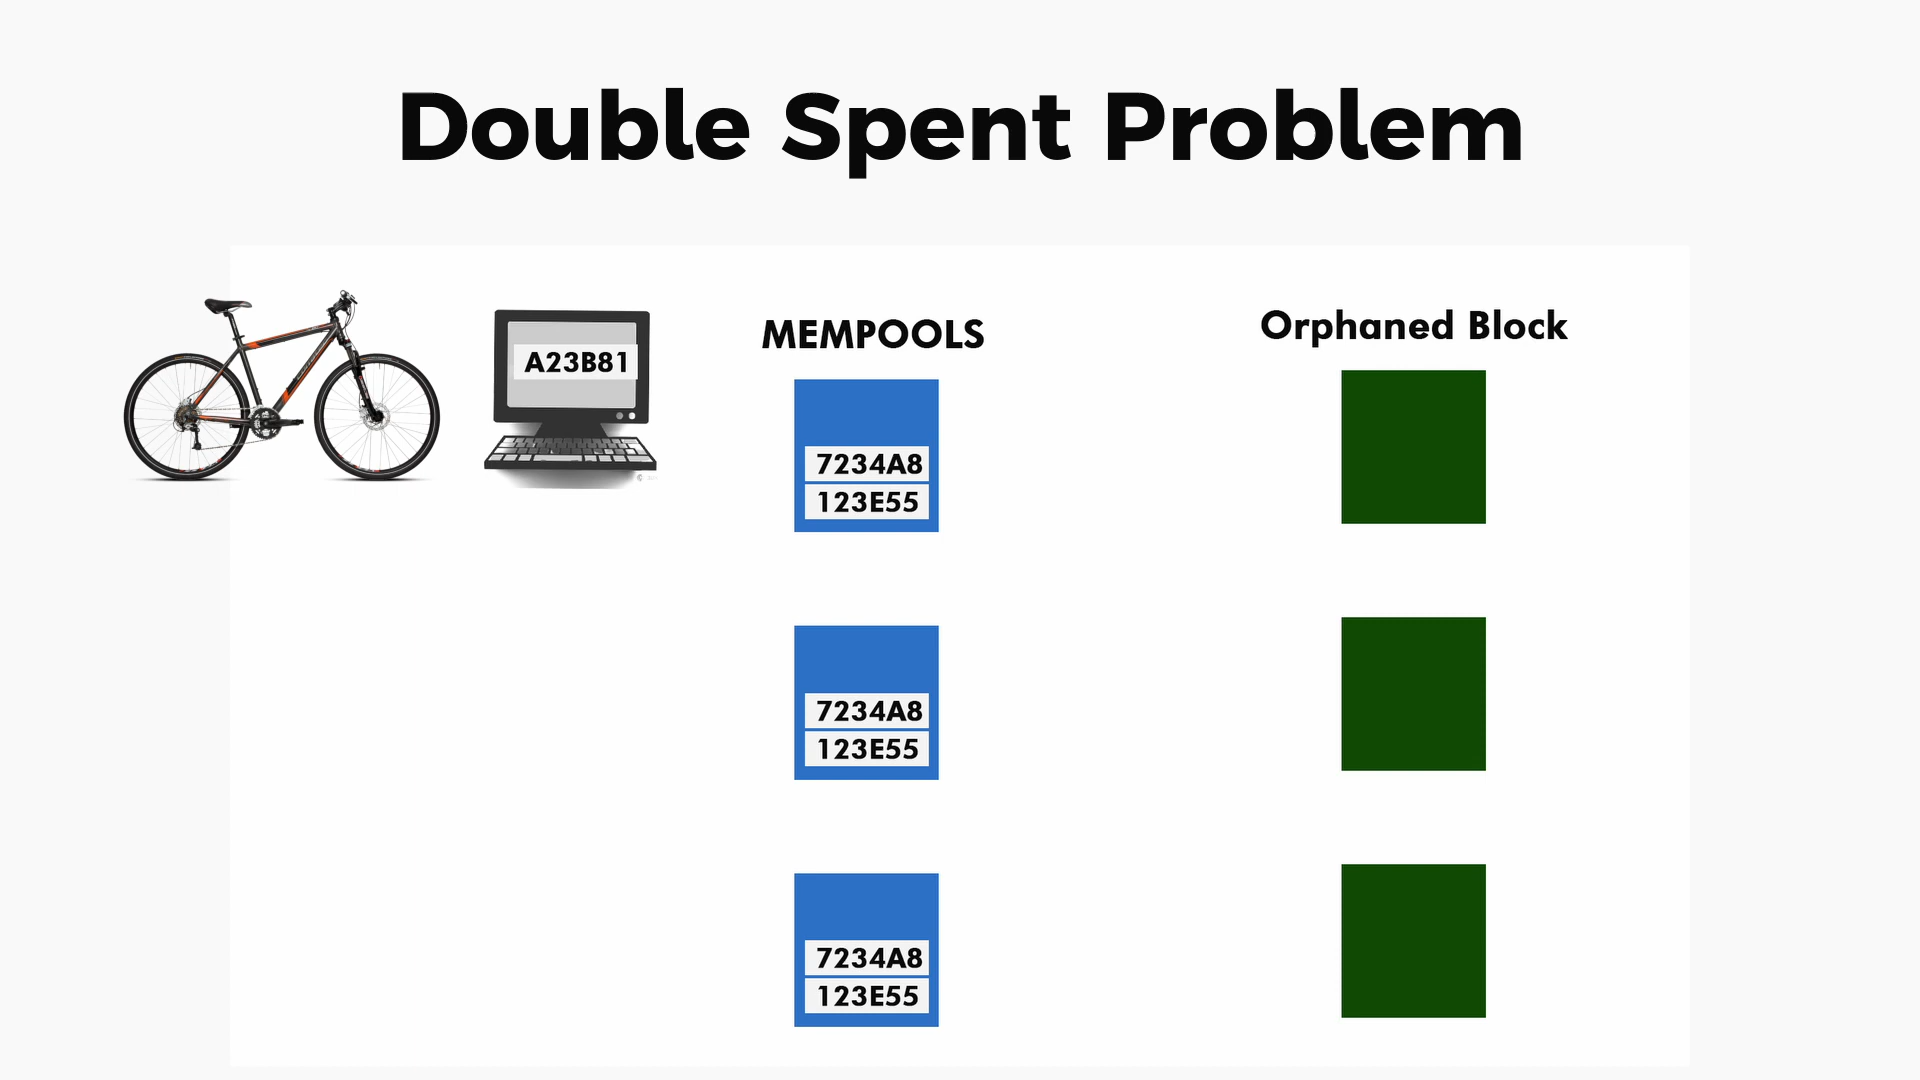 Double Spent Problem
A23B81
MEMPOOLS
Orphaned Block
7234A8
123E55
7234A8
123E55
7234A8
123E55